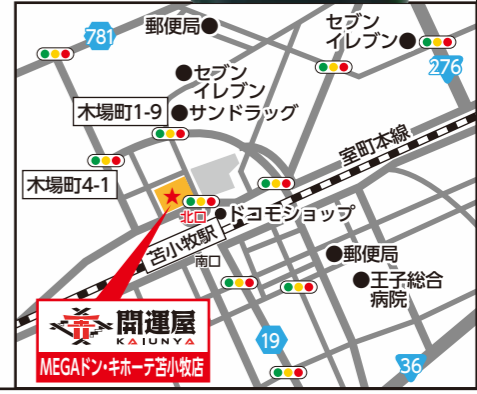 郵便局
セブン
イレブン
781
セブン
イレブン
276
木場町1-9
サンドラッグ
室町本線
木場町4-1
北口
ドコモショップ
苫小牧駅
南口
郵便局
王子総合
病院
開運屋
KAIUNYA
MEGAドン・キホーテ苫小牧店
19
36